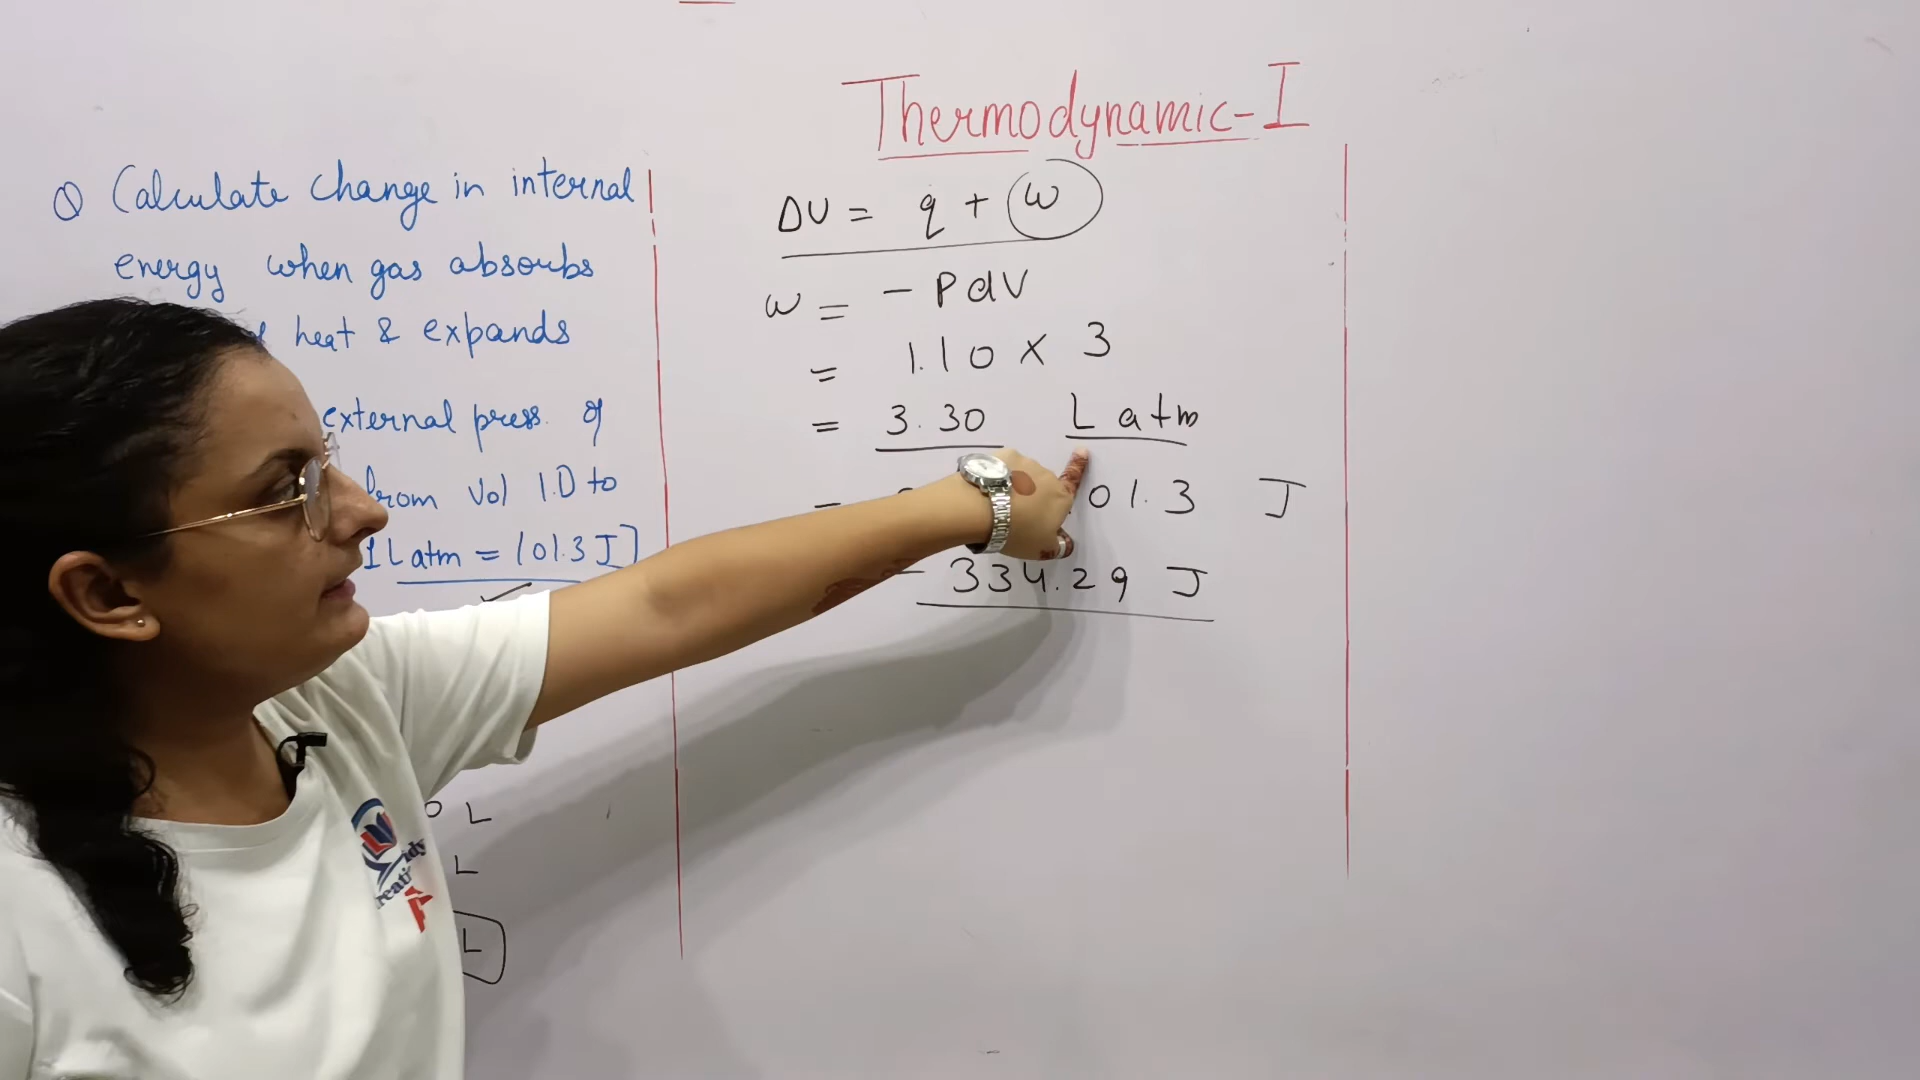 Thermodynamic-I
Q Calculate change in internal
energy when gas absorbs
heat & expands
external press. of
from vol 1.0 to
1 L atm = 101.3 J]
L
L
L
ΔU = q + w
w = - P dV
= 1.10 x 3
= 3.30 L atm
01.3 J
- 334.29 J